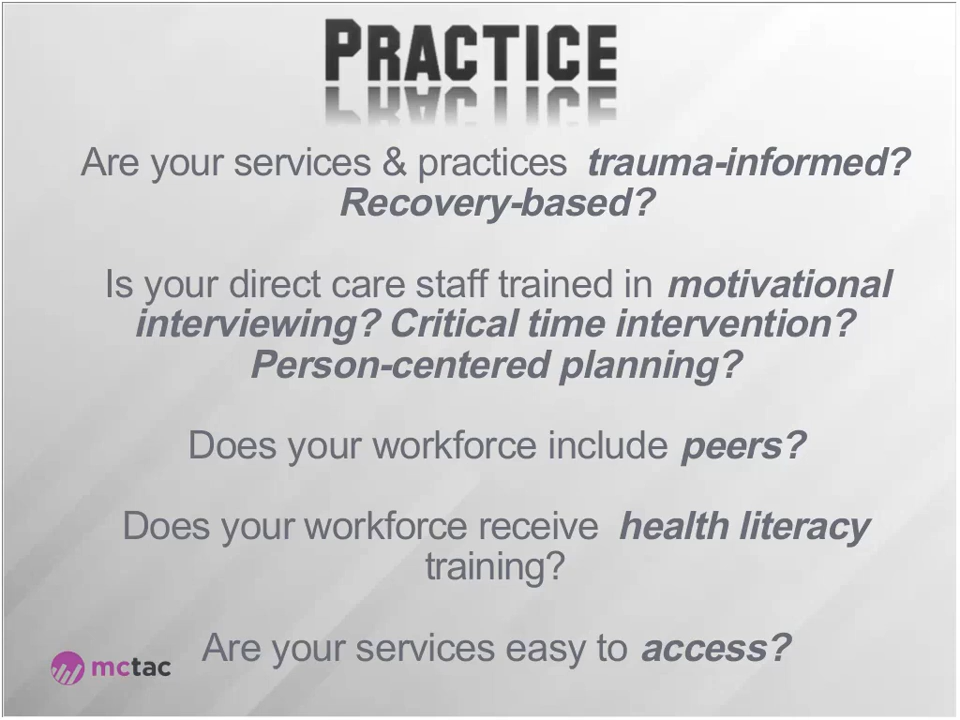 PRACTICE
Are your services & practices trauma-informed?
Recovery-based?
Is your direct care staff trained in motivational
interviewing? Critical time intervention?
Person-centered planning?
Does your workforce include peers?
Does your workforce receive health literacy
training?
Are your services easy to access?
mctac